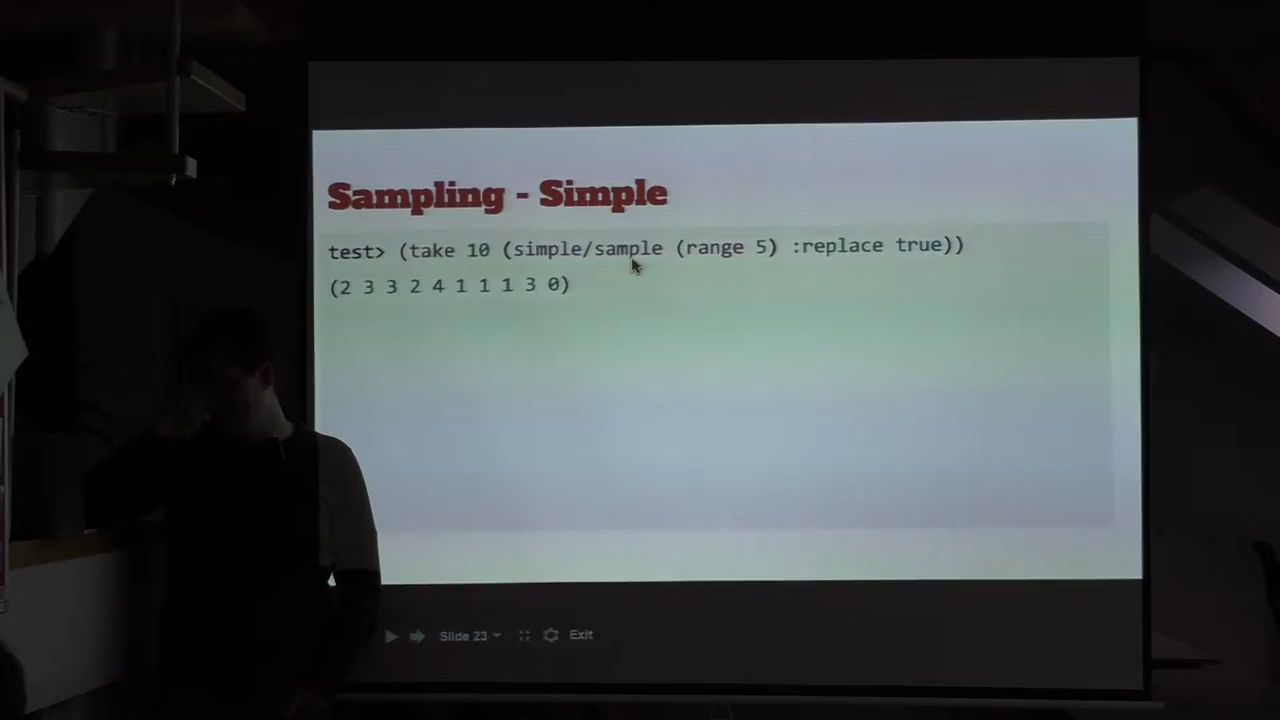 Sampling - Simple
test> (take 10 (simple/sample (range 5) :replace true))
(2 3 3 2 4 1 1 1 3 0)
Slide 23
Exit